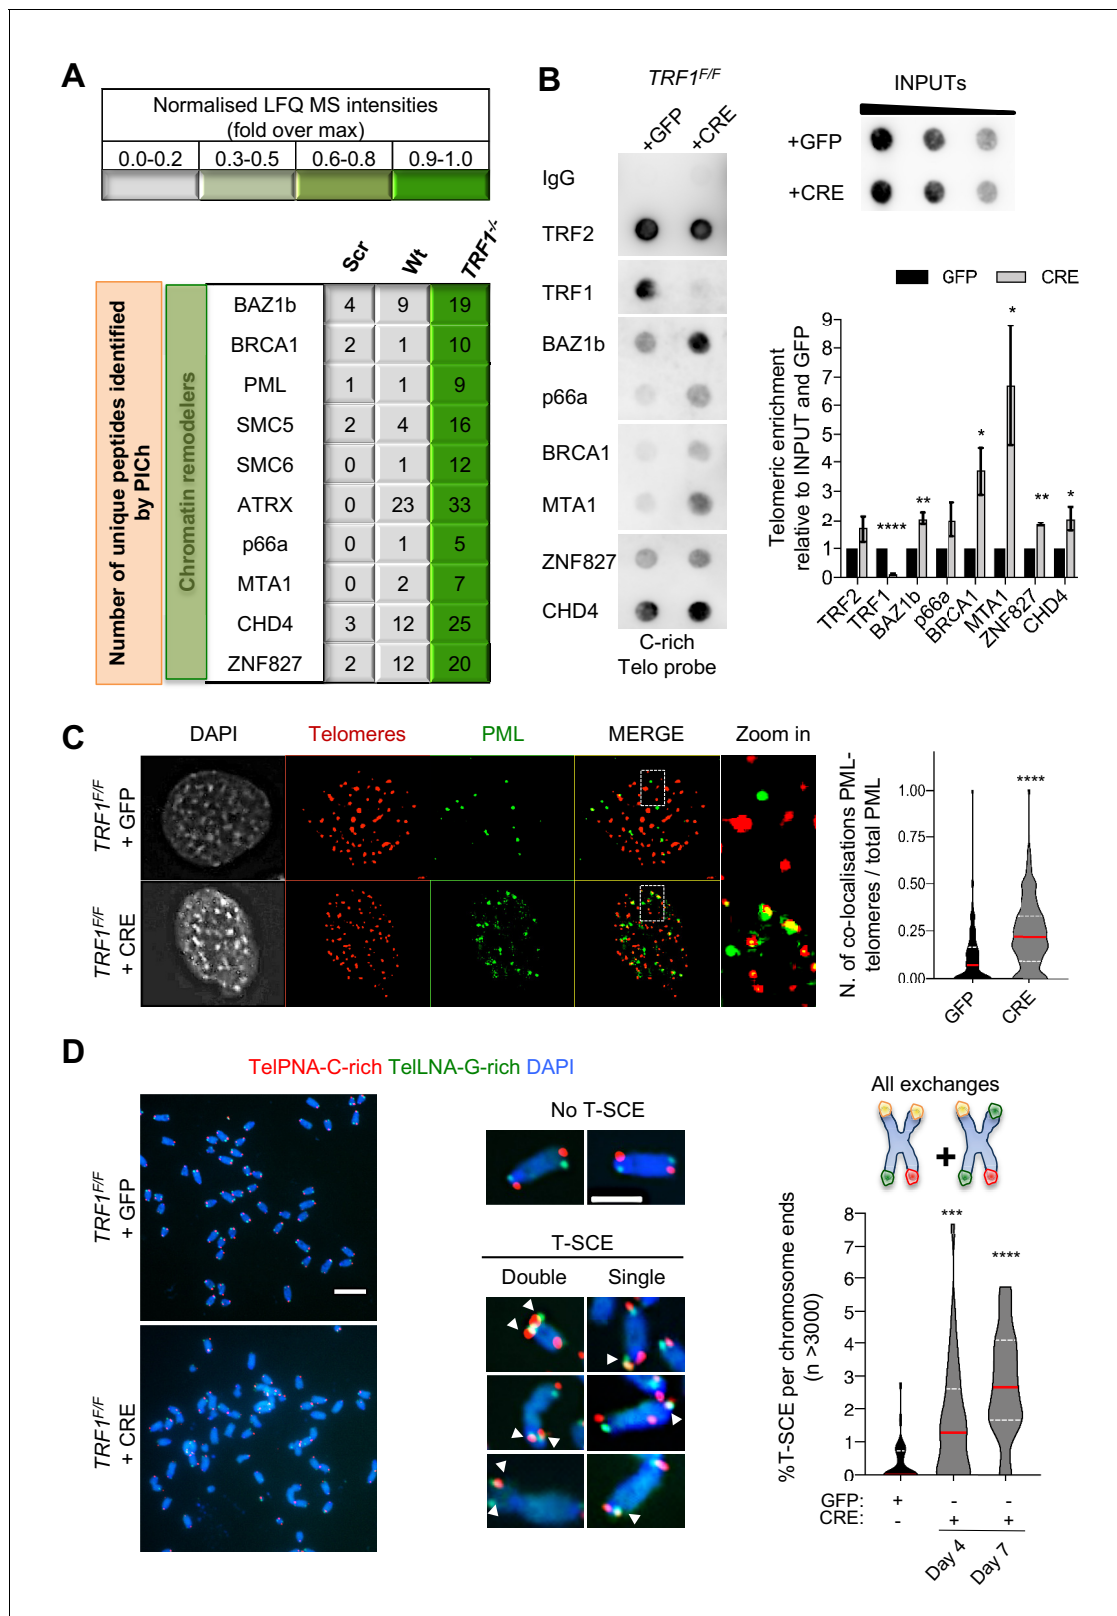 A
Normalised LFQ MS intensities
(fold over max)
0.0-0.2 0.3-0.5 0.6-0.8 0.9-1.0
Scr Wt TRF1-/-
Number of unique peptides identified
by PICh
Chromatin remodelers
BAZ1b 4 9 19
BRCA1 2 1 10
PML 1 1 9
SMC5 2 4 16
SMC6 0 1 12
ATRX 0 23 33
p66a 0 1 5
MTA1 0 2 7
CHD4 3 12 25
ZNF827 2 12 20
B
TRF1F/F
+GFP +CRE
IgG
TRF2
TRF1
BAZ1b
p66a
BRCA1
MTA1
ZNF827
CHD4
C-rich
Telo probe
INPUTs
+GFP
+CRE
GFP CRE
Telomeric enrichment
relative to INPUT and GFP
9
8
7
6
5
4
3
2
1
0
**** ** * * ** *
TRF2 TRF1 BAZ1b p66a BRCA1 MTA1 ZNF827 CHD4
C
DAPI Telomeres PML MERGE Zoom in
TRF1F/F
+ GFP
TRF1F/F
+ CRE
N. of co-localisations PML-
telomeres / total PML
1.00
0.75
0.50
0.25
0.00
****
GFP CRE
D
TelPNA-C-rich TelLNA-G-rich DAPI
TRF1F/F
+ GFP
TRF1F/F
+ CRE
No T-SCE
T-SCE
Double Single
All exchanges
+
%T-SCE per chromosome ends
(n >3000)
8
7
6
5
4
3
2
1
0
*** ****
GFP: + - -
CRE: - + +
Day 4 Day 7